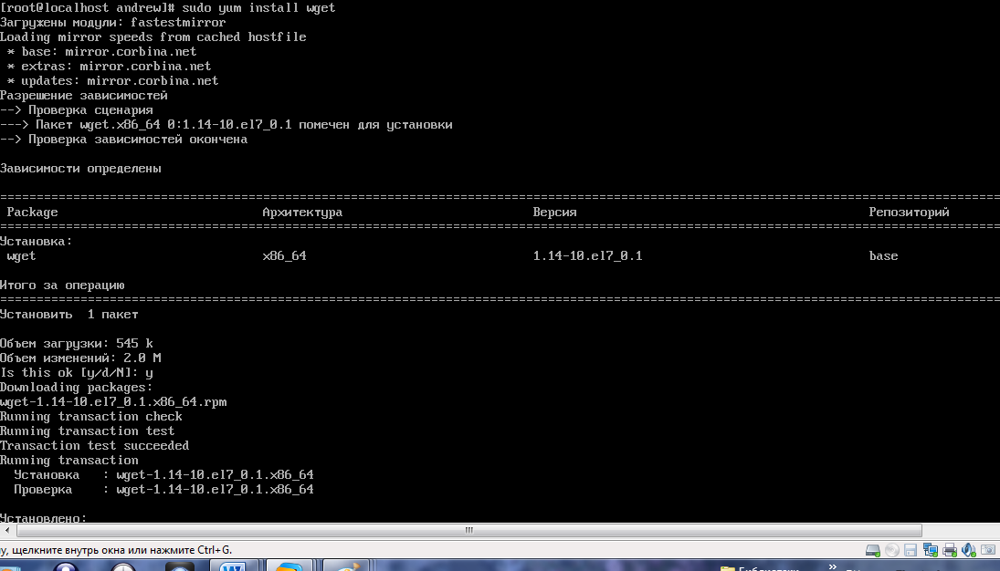 [root@localhost andrew]# sudo yum install wget
Загружены модули: fastestmirror
Loading mirror speeds from cached hostfile
 * base: mirror.corbina.net
 * extras: mirror.corbina.net
 * updates: mirror.corbina.net
Разрешение зависимостей
--> Проверка сценария
---> Пакет wget.x86_64 0:1.14-10.el7_0.1 помечен для установки
--> Проверка зависимостей окончена
Зависимости определены
Package Архитектура Версия Репозиторий
Установка:
wget x86_64 1.14-10.el7_0.1 base
Итого за операцию
Установить 1 пакет
Объем загрузки: 545 k
Объем изменений: 2.0 M
Is this ok [y/d/N]: y
Downloading packages:
wget-1.14-10.el7_0.1.x86_64.rpm
Running transaction check
Running transaction test
Transaction test succeeded
Running transaction
Установка : wget-1.14-10.el7_0.1.x86_64
Проверка : wget-1.14-10.el7_0.1.x86_64
Установлено:
у, щелкните внутрь окна или нажмите Ctrl+G.
Библиотеки »